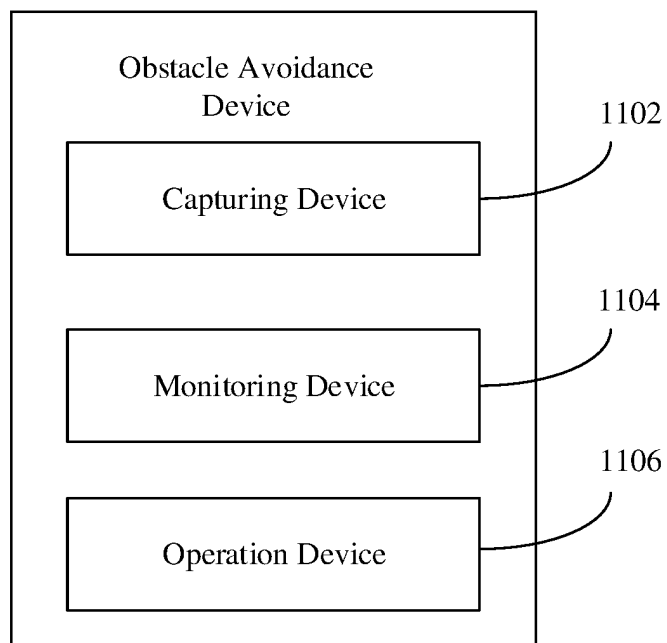 Obstacle Avoidance
Device
1102
Capturing Device
1104
Monitoring Device
1106
Operation Device